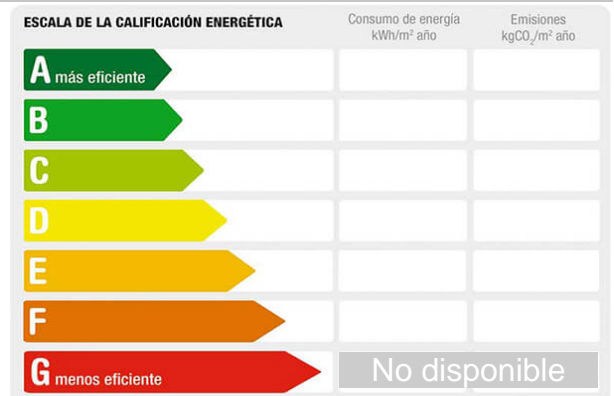 ESCALA DE LA CALIFICACIÓN ENERGÉTICA
Consumo de energía
kWh/m² año
Emisiones
kgCO₂/m² año
A más eficiente
B
C
D
E
F
G menos eficiente
No disponible